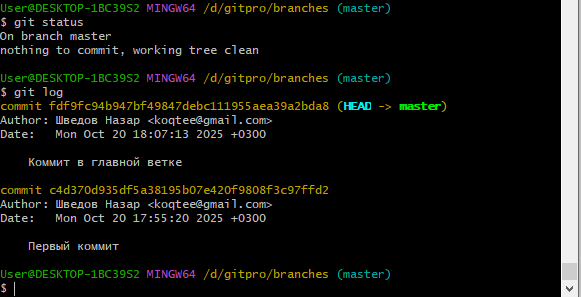 User@DESKTOP-1BC39S2 MINGW64 /d/gitpro/branches (master)
$ git status
On branch master
nothing to commit, working tree clean
User@DESKTOP-1BC39S2 MINGW64 /d/gitpro/branches (master)
$ git log
commit fdf9fc94b947bf49847debc111955aea39a2bda8 (HEAD -> master)
Author: Шведов Назар <koqtee@gmail.com>
Date:   Mon Oct 20 18:07:13 2025 +0300
Коммит в главной ветке
commit c4d370d935df5a38195b07e420f9808f3c97ffd2
Author: Шведов Назар <koqtee@gmail.com>
Date:   Mon Oct 20 17:55:20 2025 +0300
Первый коммит
User@DESKTOP-1BC39S2 MINGW64 /d/gitpro/branches (master)
$